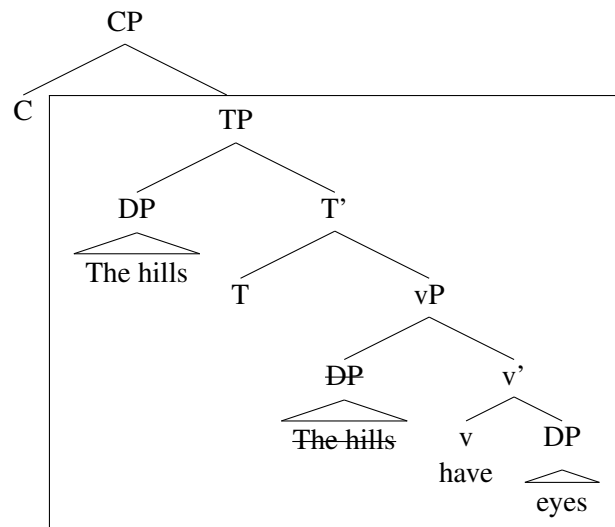 CP
C
TP
DP T’
The hills
T vP
DP v’
The hills v DP
have
eyes